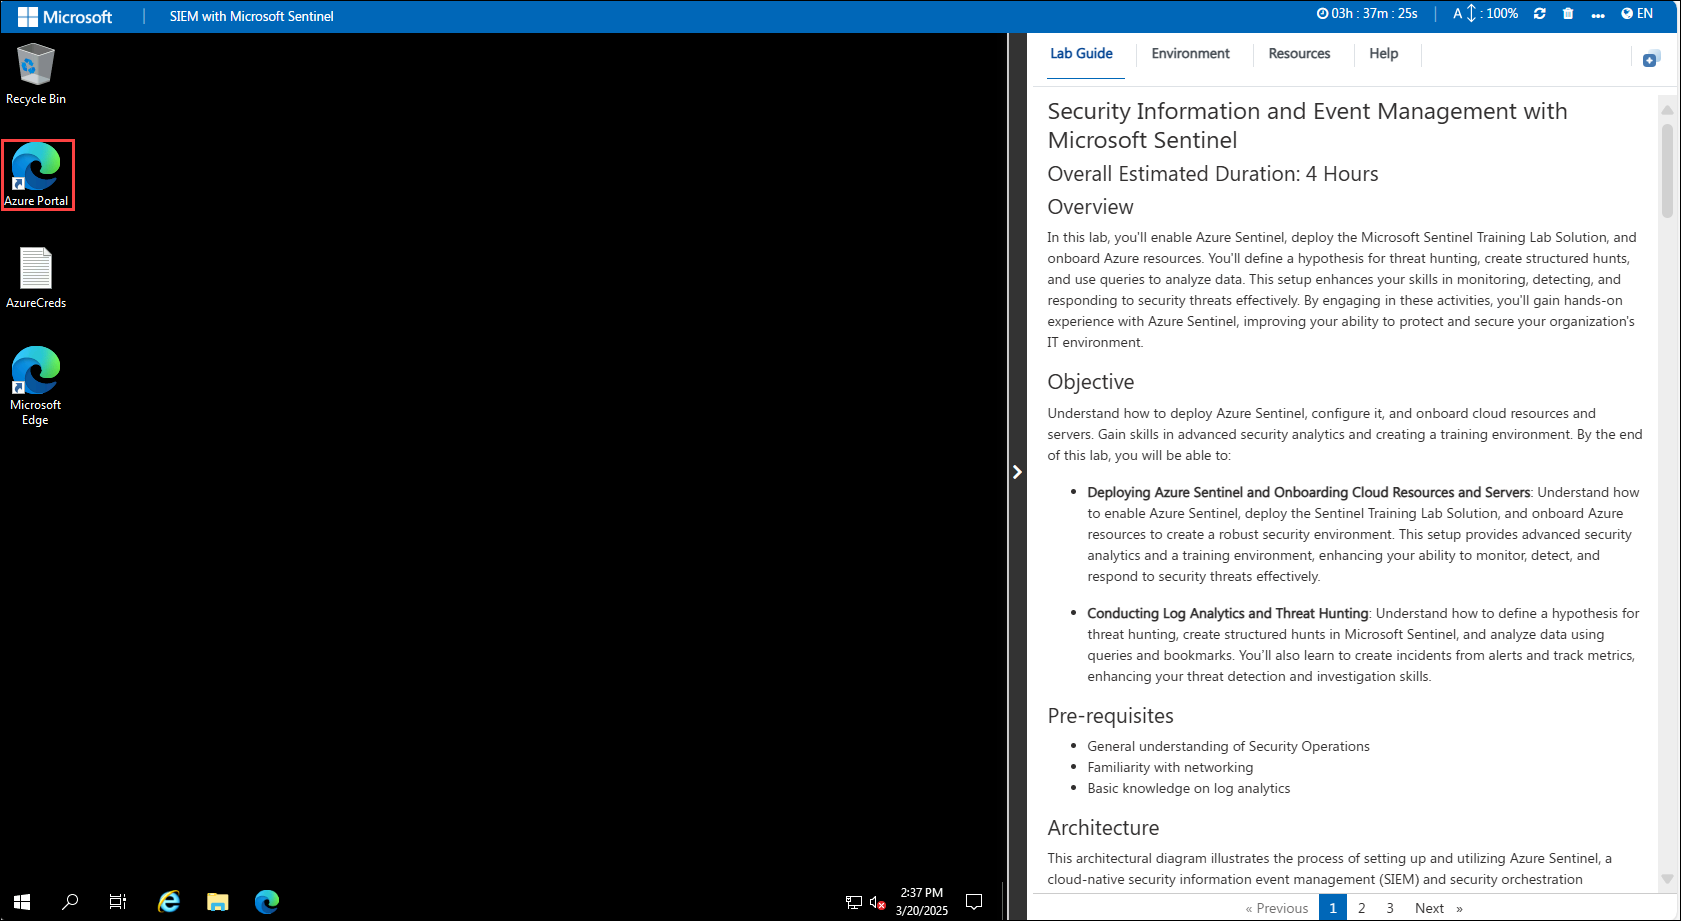 Microsoft
SIEM with Microsoft Sentinel
03h : 37m : 25s
A : 100%
EN
Recycle Bin
Azure Portal
AzureCreds
Microsoft
Edge
2:37 PM
3/20/2025
Lab Guide
Environment
Resources
Help
Security Information and Event Management with
Microsoft Sentinel
Overall Estimated Duration: 4 Hours
Overview
In this lab, you'll enable Azure Sentinel, deploy the Microsoft Sentinel Training Lab Solution, and
onboard Azure resources. You'll define a hypothesis for threat hunting, create structured hunts,
and use queries to analyze data. This setup enhances your skills in monitoring, detecting, and
responding to security threats effectively. By engaging in these activities, you'll gain hands-on
experience with Azure Sentinel, improving your ability to protect and secure your organization's
IT environment.
Objective
Understand how to deploy Azure Sentinel, configure it, and onboard cloud resources and
servers. Gain skills in advanced security analytics and creating a training environment. By the end
of this lab, you will be able to:
• Deploying Azure Sentinel and Onboarding Cloud Resources and Servers: Understand how
to enable Azure Sentinel, deploy the Sentinel Training Lab Solution, and onboard Azure
resources to create a robust security environment. This setup provides advanced security
analytics and a training environment, enhancing your ability to monitor, detect, and
respond to security threats effectively.
• Conducting Log Analytics and Threat Hunting: Understand how to define a hypothesis for
threat hunting, create structured hunts in Microsoft Sentinel, and analyze data using
queries and bookmarks. You'll also learn to create incidents from alerts and track metrics,
enhancing your threat detection and investigation skills.
Pre-requisites
• General understanding of Security Operations
• Familiarity with networking
• Basic knowledge on log analytics
Architecture
This architectural diagram illustrates the process of setting up and utilizing Azure Sentinel, a
cloud-native security information event management (SIEM) and security orchestration
« Previous 1 2 3 Next »